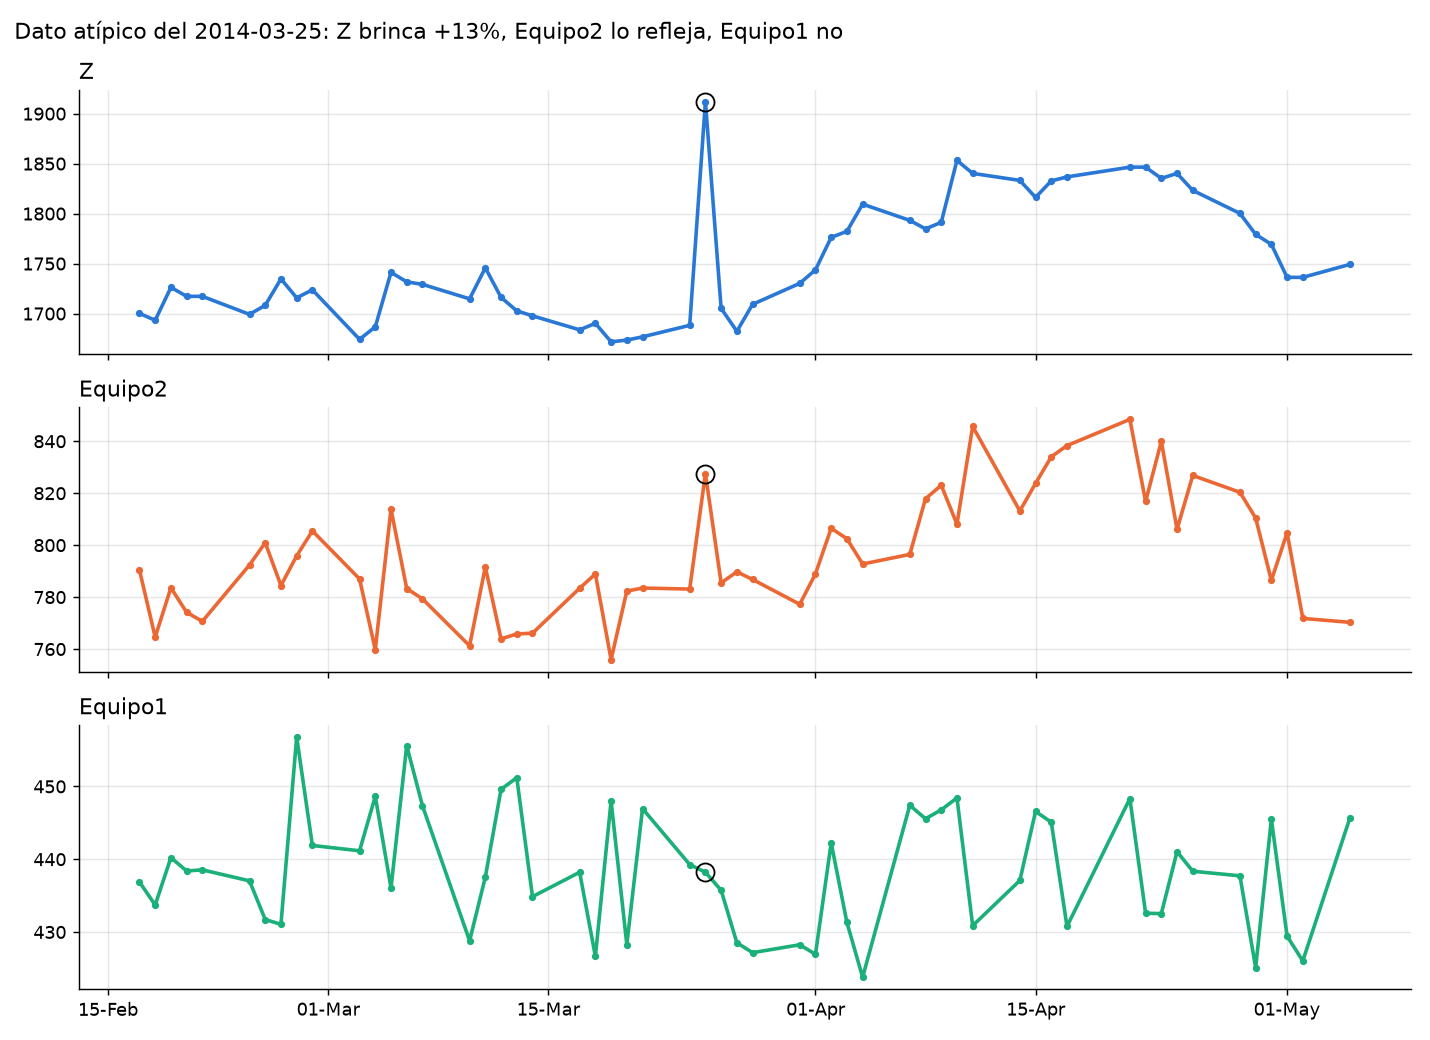 Dato atípico del 2014-03-25: Z brinca +13%, Equipo2 lo refleja, Equipo1 no
Z
1900
1850
1800
1750
1700
Equipo2
840
820
800
780
760
Equipo1
450
440
430
15-Feb 01-Mar 15-Mar 01-Apr 15-Apr 01-May